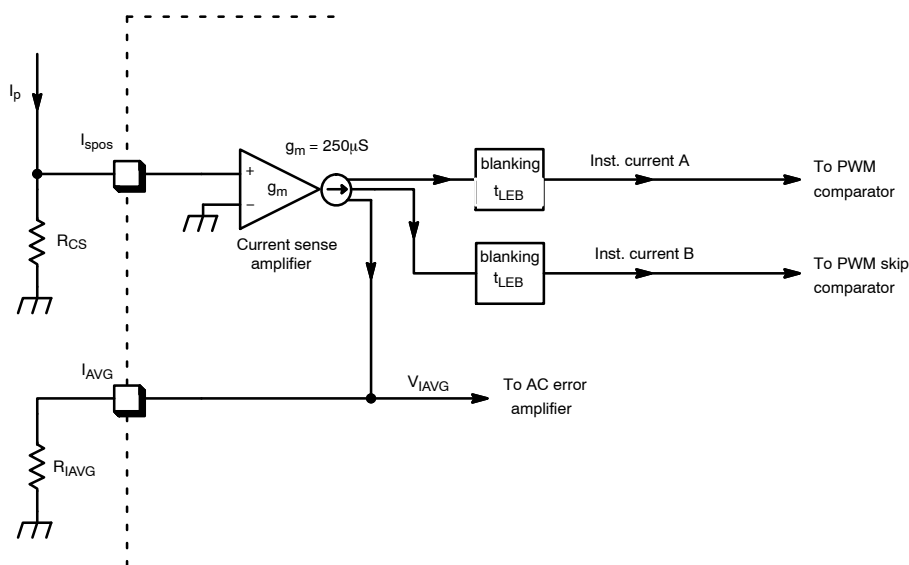 Ip
Ispos
gm = 250µS
+
gm
−
RCS
Current sense
amplifier
blanking
tLEB
Inst. current A
To PWM
comparator
blanking
tLEB
Inst. current B
To PWM skip
comparator
IAVG
VIAVG
To AC error
amplifier
RIAVG